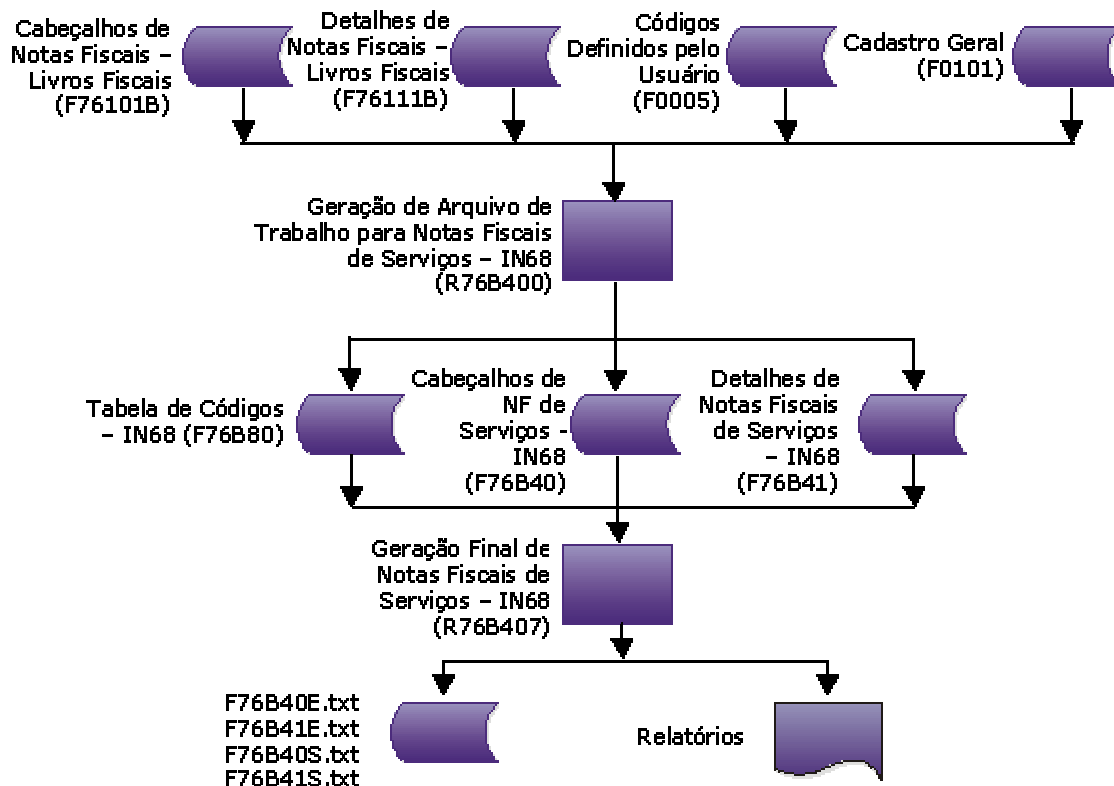 Cabeçalhos de
Notas Fiscais –
Livros Fiscais
(F76101B)
Detalhes de
Notas Fiscais –
Livros Fiscais
(F76111B)
Códigos
Definidos pelo
Usuário
(F0005)
Cadastro Geral
(F0101)
Geração de Arquivo de
Trabalho para Notas Fiscais
de Serviços – IN68
(R76B400)
Tabela de Códigos
– IN68 (F76B80)
Cabeçalhos de
NF de
Serviços -
IN68
(F76B40)
Detalhes de
Notas Fiscais
de Serviços
– IN68
(F76B41)
Geração Final de
Notas Fiscais de
Serviços – IN68
(R76B407)
F76B40E.txt
F76B41E.txt
F76B40S.txt
F76B41S.txt
Relatórios